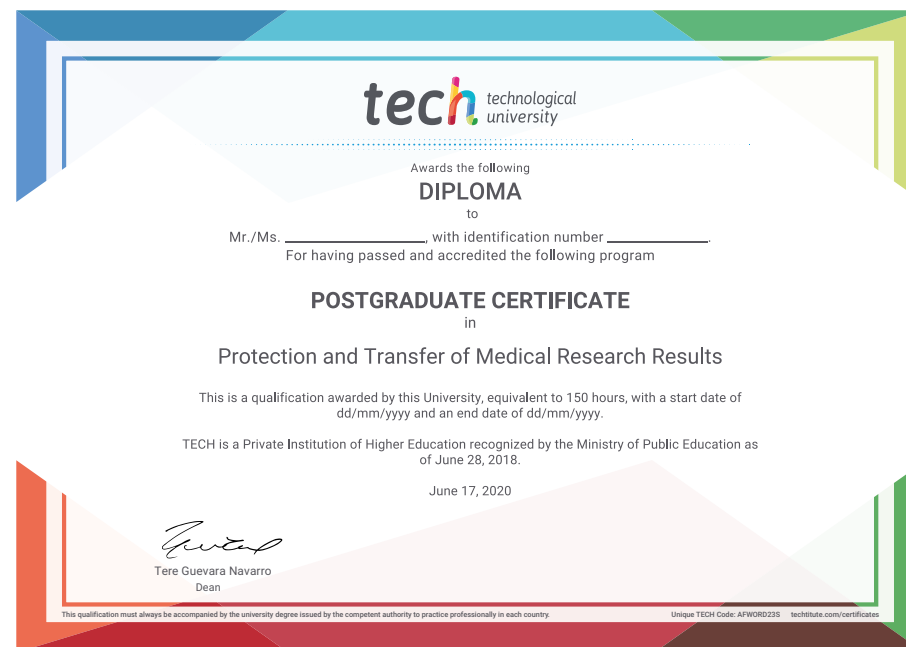 tech technological
university
Awards the following
DIPLOMA
to
Mr./Ms. ____________________, with identification number ______________.
For having passed and accredited the following program
POSTGRADUATE CERTIFICATE
in
Protection and Transfer of Medical Research Results
This is a qualification awarded by this University, equivalent to 150 hours, with a start date of
dd/mm/yyyy and an end date of dd/mm/yyyy.
TECH is a Private Institution of Higher Education recognized by the Ministry of Public Education as
of June 28, 2018.
June 17, 2020
Tere Guevara Navarro
Dean
This qualification must always be accompanied by the university degree issued by the competent authority to practice professionally in each country. Unique TECH Code: AFWORD23S techtitute.com/certificates